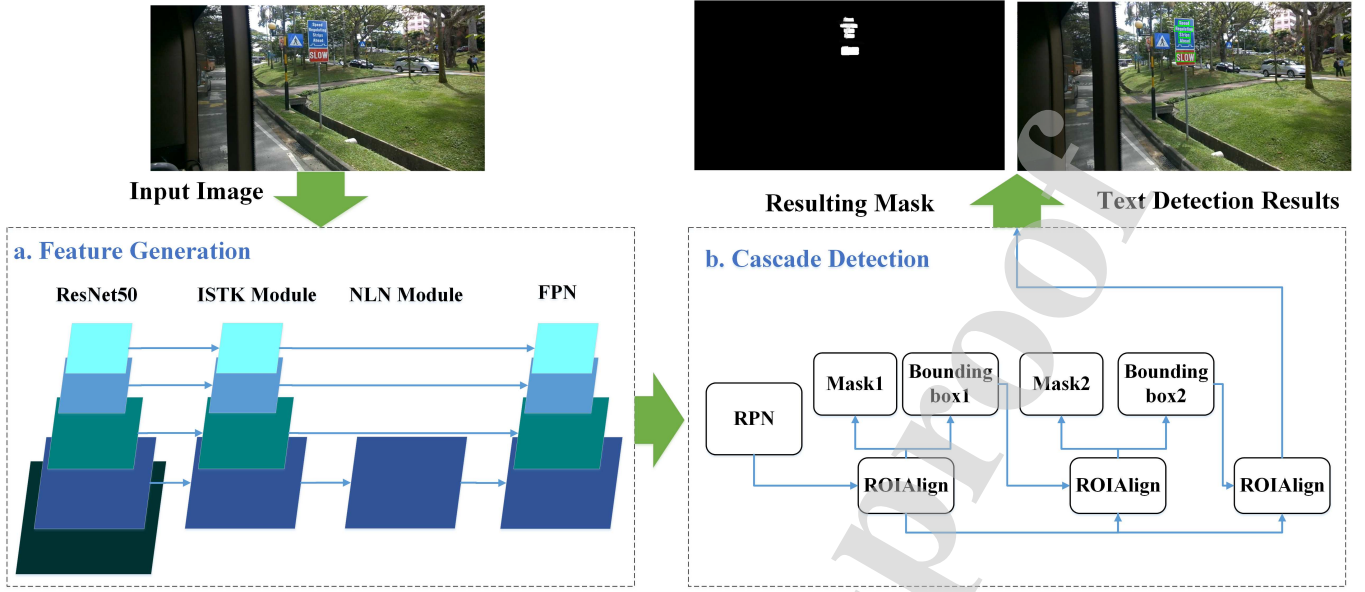 Input Image
Resulting Mask
Text Detection Results
SLOW
SLOW
a. Feature Generation
ResNet50
ISTK Module
NLN Module
FPN
b. Cascade Detection
RPN
Mask1
Bounding
box1
Mask2
Bounding
box2
ROIAlign
ROIAlign
ROIAlign
proof